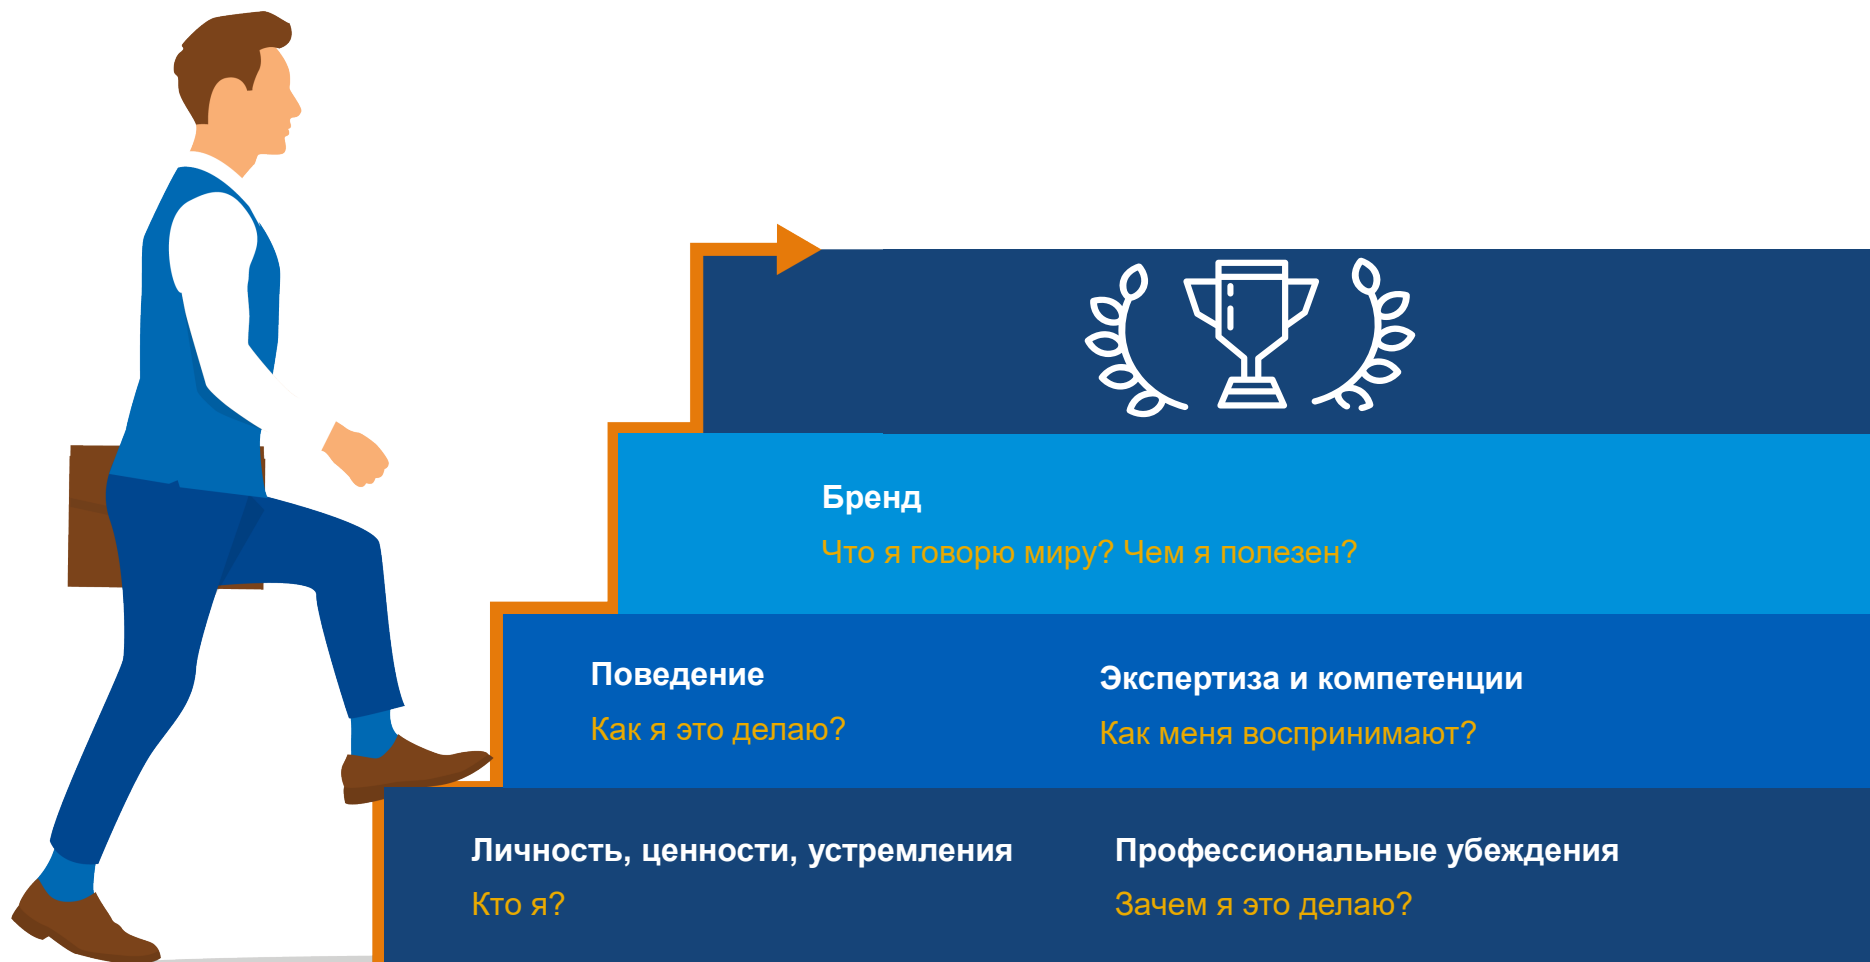 Бренд
Что я говорю миру? Чем я полезен?
Поведение
Как я это делаю?
Экспертиза и компетенции
Как меня воспринимают?
Личность, ценности, устремления
Кто я?
Профессиональные убеждения
Зачем я это делаю?